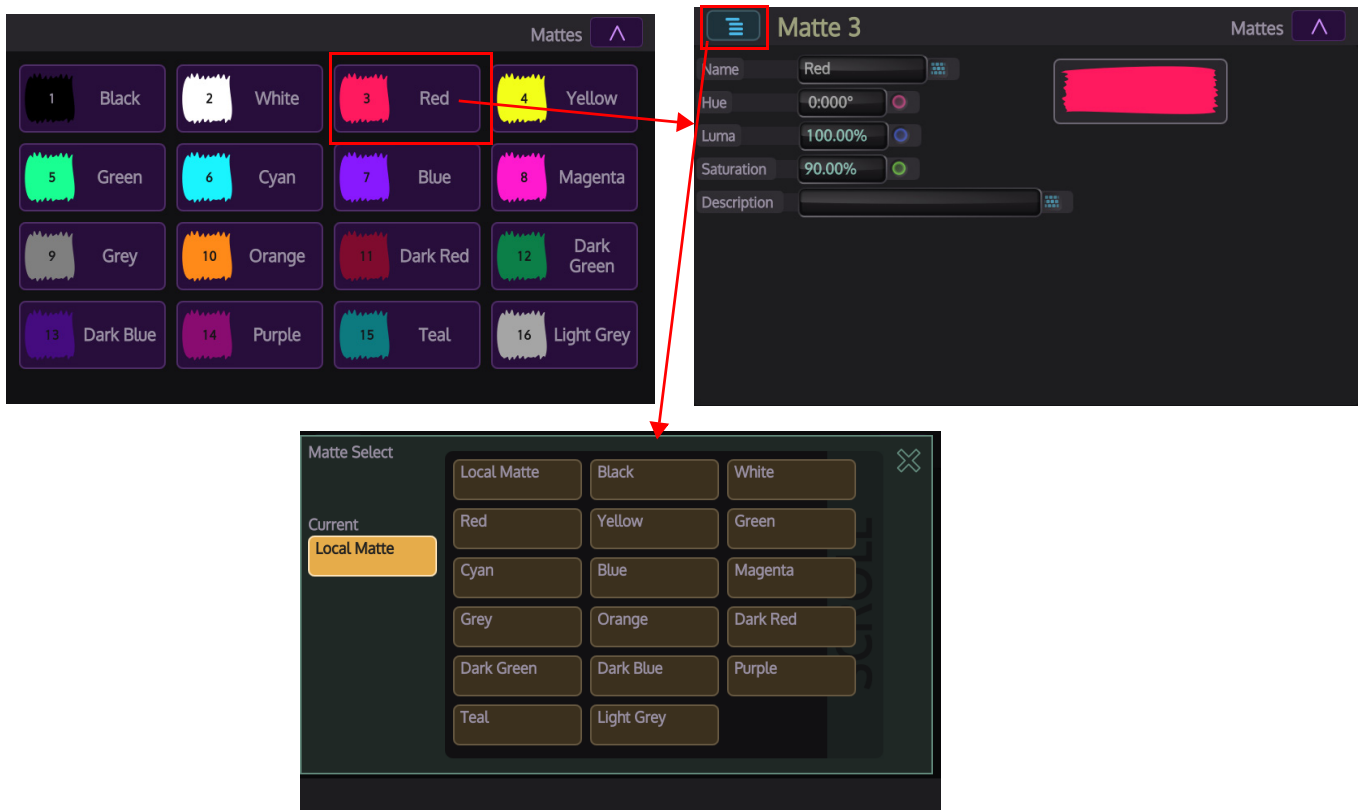 Mattes
1 Black
2 White
3 Red
4 Yellow
5 Green
6 Cyan
7 Blue
8 Magenta
9 Grey
10 Orange
11 Dark Red
12 Dark
Green
13 Dark Blue
14 Purple
15 Teal
16 Light Grey
Matte 3
Mattes
Name Red
Hue 0:000°
Luma 100.00%
Saturation 90.00%
Description
Matte Select
Current
Local Matte
Local Matte Black White
Red Yellow Green
Cyan Blue Magenta
Grey Orange Dark Red
Dark Green Dark Blue Purple
Teal Light Grey
SCROLL